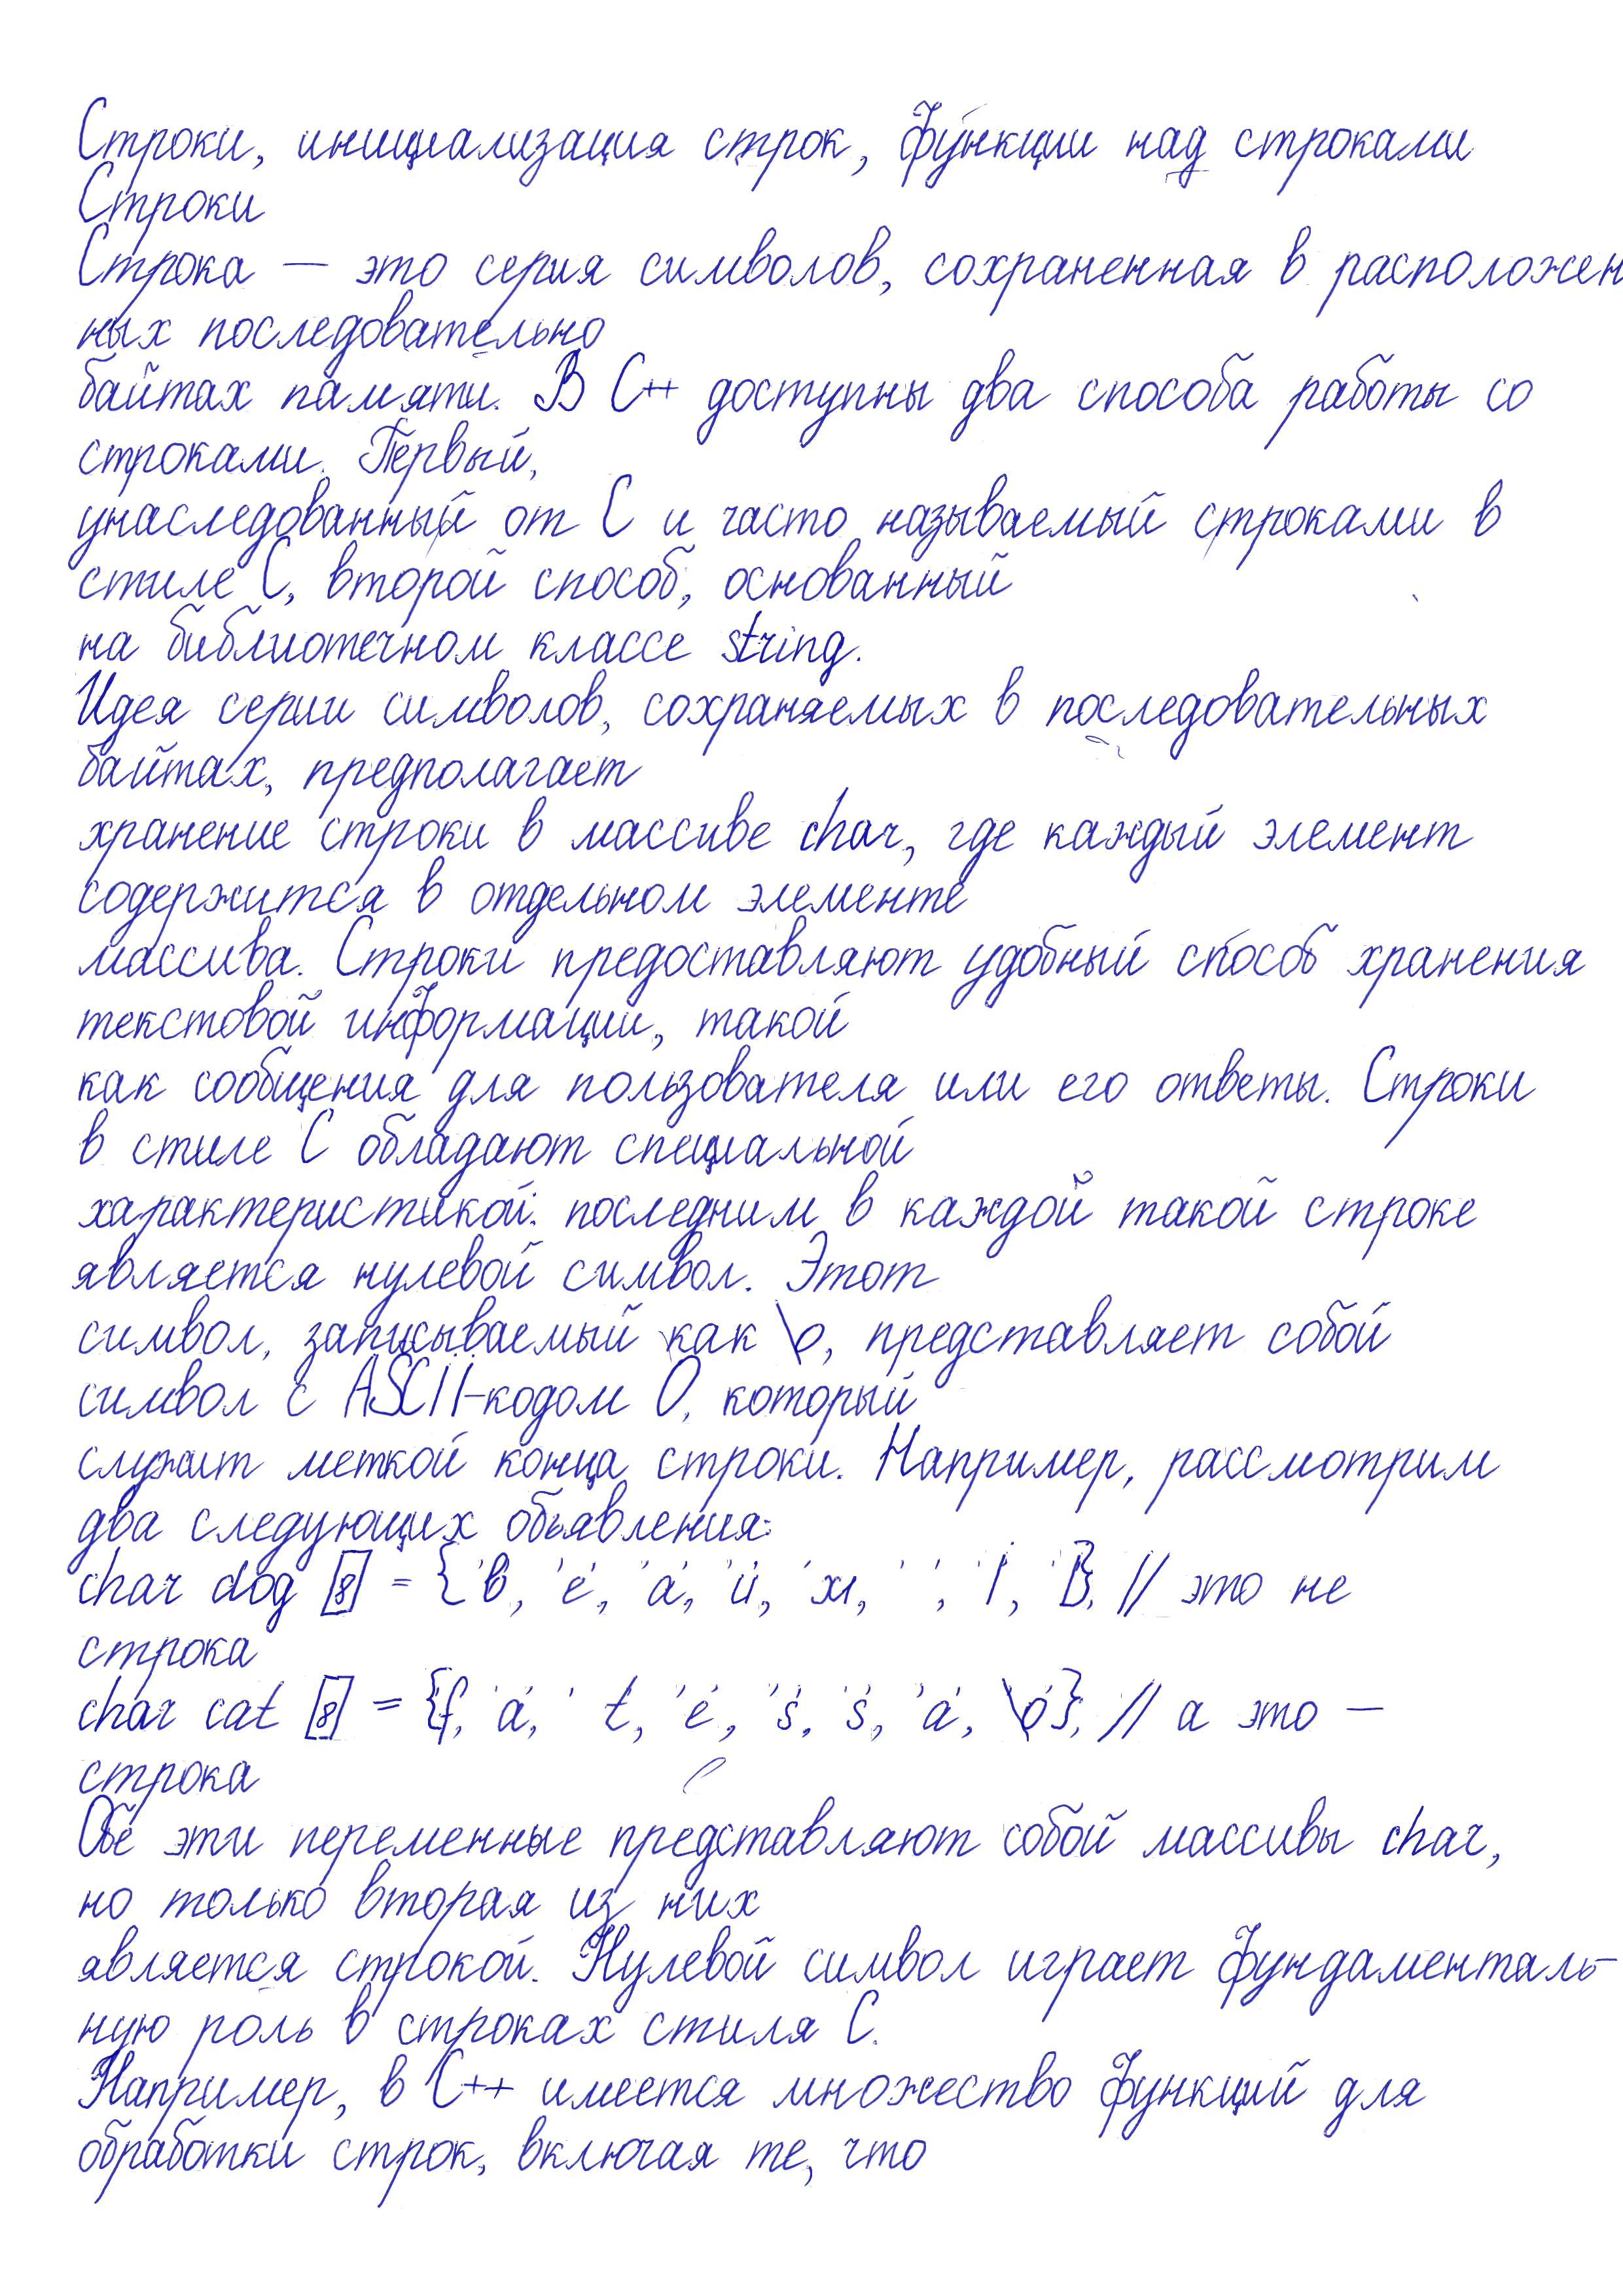 Строки, инициализация строк, функции над строками
Строки
Строка — это серия символов, сохраненная в расположен
ных последовательно
байтах памяти. В C++ доступны два способа работы со
строками. Первый,
унаследованный от C и часто называемый строками в
стиле C, второй способ, основанный
на библиотечном классе string.
Идея серии символов, сохраняемых в последовательных
байтах, предполагает
хранение строки в массиве char, где каждый элемент
содержится в отдельном элементе
массива. Строки предоставляют удобный способ хранения
текстовой информации, такой
как сообщения для пользователя или его ответы. Строки
в стиле C обладают специальной
характеристикой: последним в каждой такой строке
является нулевой символ. Этот
символ, записываемый как \о, представляет собой
символ с ASCII-кодом 0, который
служит меткой конца строки. Например, рассмотрим
два следующих объявления:
char dog [8] = { 'b', 'e', 'a', 'u', 'x', ' ', 'I', 'B}; // это не
строка
char cat [8] = {'f', 'a', ' t', 'e', 's', 's', 'a', '\0'}; // а это —
строка
Обе эти переменные представляют собой массивы char,
но только вторая из них
является строкой. Нулевой символ играет фундаменталь-
ную роль в строках стиля C.
Например, в C++ имеется множество функций для
обработки строк, включая те, что